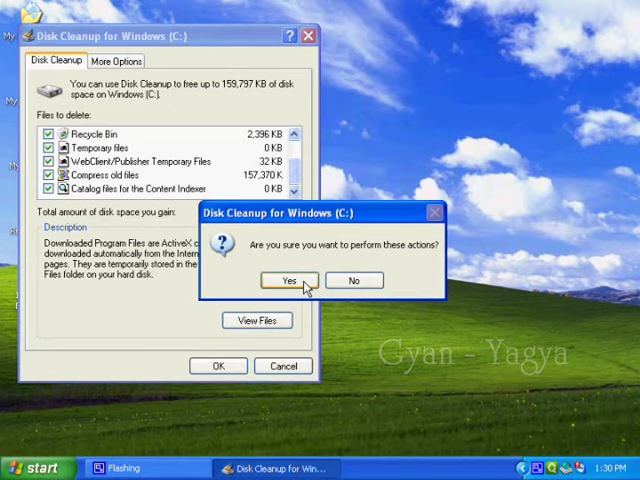 Disk Cleanup for Windows (C:)
Disk Cleanup
More Options
You can use Disk Cleanup to free up to 159,797 KB of disk
space on Windows (C:).
Files to delete:
Recycle Bin 2,396 KB
Temporary files 0 KB
WebClient/Publisher Temporary Files 32 KB
Compress old files 157,370 K
Catalog files for the Content Indexer 0 KB
Total amount of disk space you gain:
Description
Downloaded Program Files are ActiveX c
downloaded automatically from the Intern
pages. They are temporarily stored in the
Files folder on your hard disk.
View Files
OK
Cancel
Disk Cleanup for Windows (C:)
Are you sure you want to perform these actions?
Yes
No
Gyan - Yagya
My
My
start
Flashing
Disk Cleanup for Win...
1:30 PM